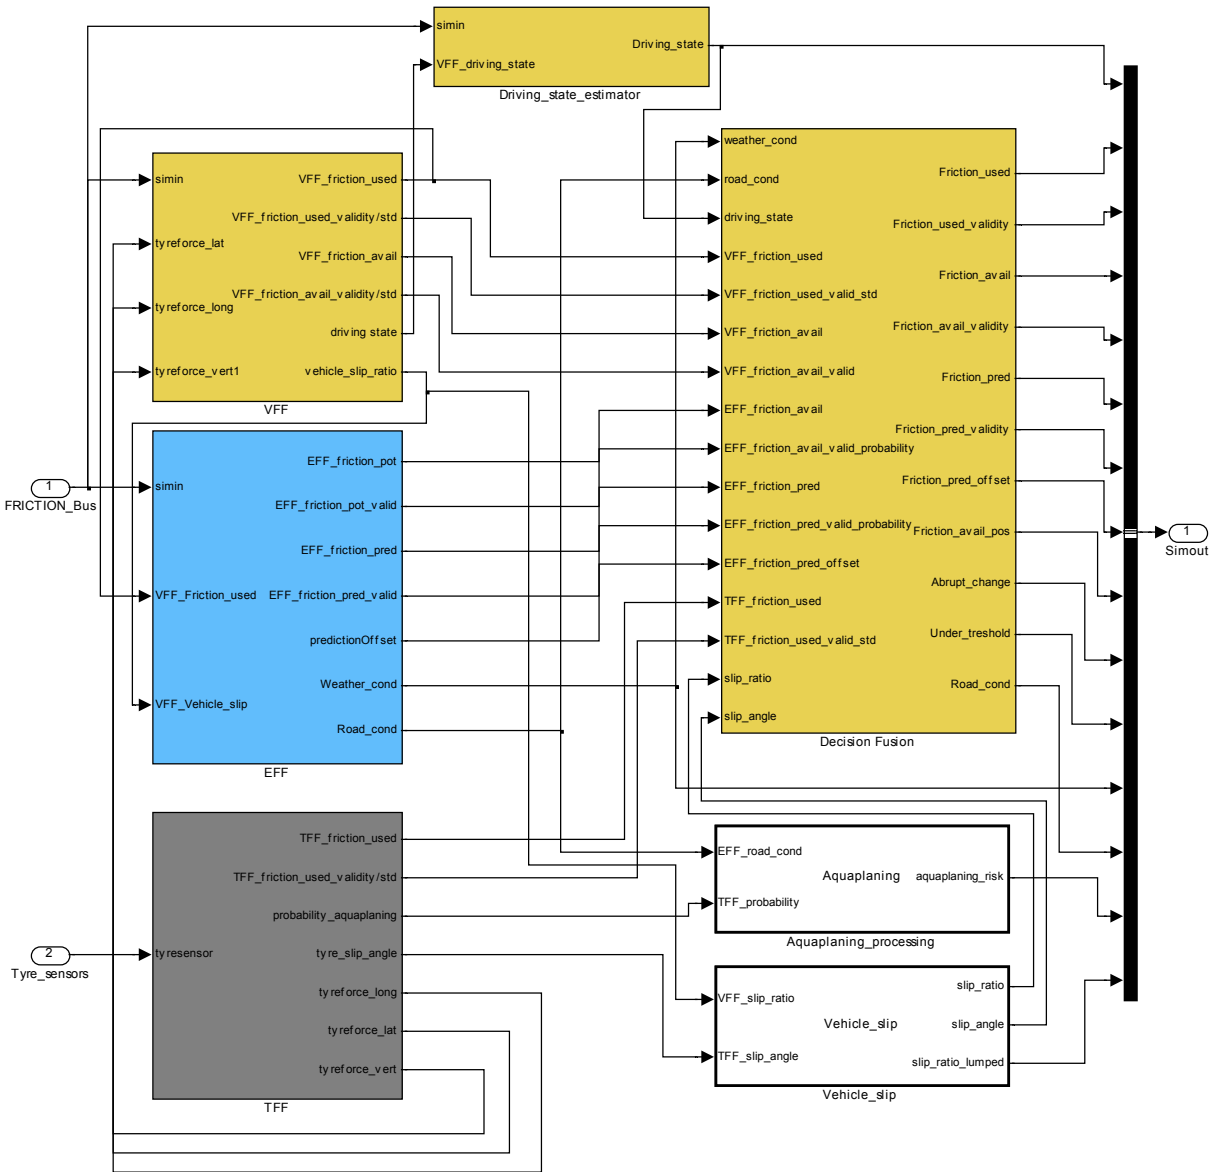 simin
VFF_driving_state
Driving_state
Driving_state_estimator
simin
tyreforce_lat
tyreforce_long
tyreforce_vert1
VFF_friction_used
VFF_friction_used_validity/std
VFF_friction_avail
VFF_friction_avail_validity/std
driving state
vehicle_slip_ratio
VFF
1
FRICTION_Bus
simin
VFF_Friction_used
VFF_Vehicle_slip
EFF_friction_pot
EFF_friction_pot_valid
EFF_friction_pred
EFF_friction_pred_valid
predictionOffset
Weather_cond
Road_cond
EFF
2
Tyre_sensors
tyresensor
TFF_friction_used
TFF_friction_used_validity/std
probability_aquaplaning
tyre_slip_angle
tyreforce_long
tyreforce_lat
tyreforce_vert
TFF
weather_cond
road_cond
driving_state
VFF_friction_used
VFF_friction_used_valid_std
VFF_friction_avail
VFF_friction_avail_valid
EFF_friction_avail
EFF_friction_avail_valid_probability
EFF_friction_pred
EFF_friction_pred_valid_probability
EFF_friction_pred_offset
TFF_friction_used
TFF_friction_used_valid_std
slip_ratio
slip_angle
Friction_used
Friction_used_validity
Friction_avail
Friction_avail_validity
Friction_pred
Friction_pred_validity
Friction_pred_offset
Friction_avail_pos
Abrupt_change
Under_treshold
Road_cond
Decision Fusion
EFF_road_cond
TFF_probability
Aquaplaning
aquaplaning_risk
Aquaplaning_processing
VFF_slip_ratio
TFF_slip_angle
Vehicle_slip
slip_ratio
slip_angle
slip_ratio_lumped
Vehicle_slip
1
Simout